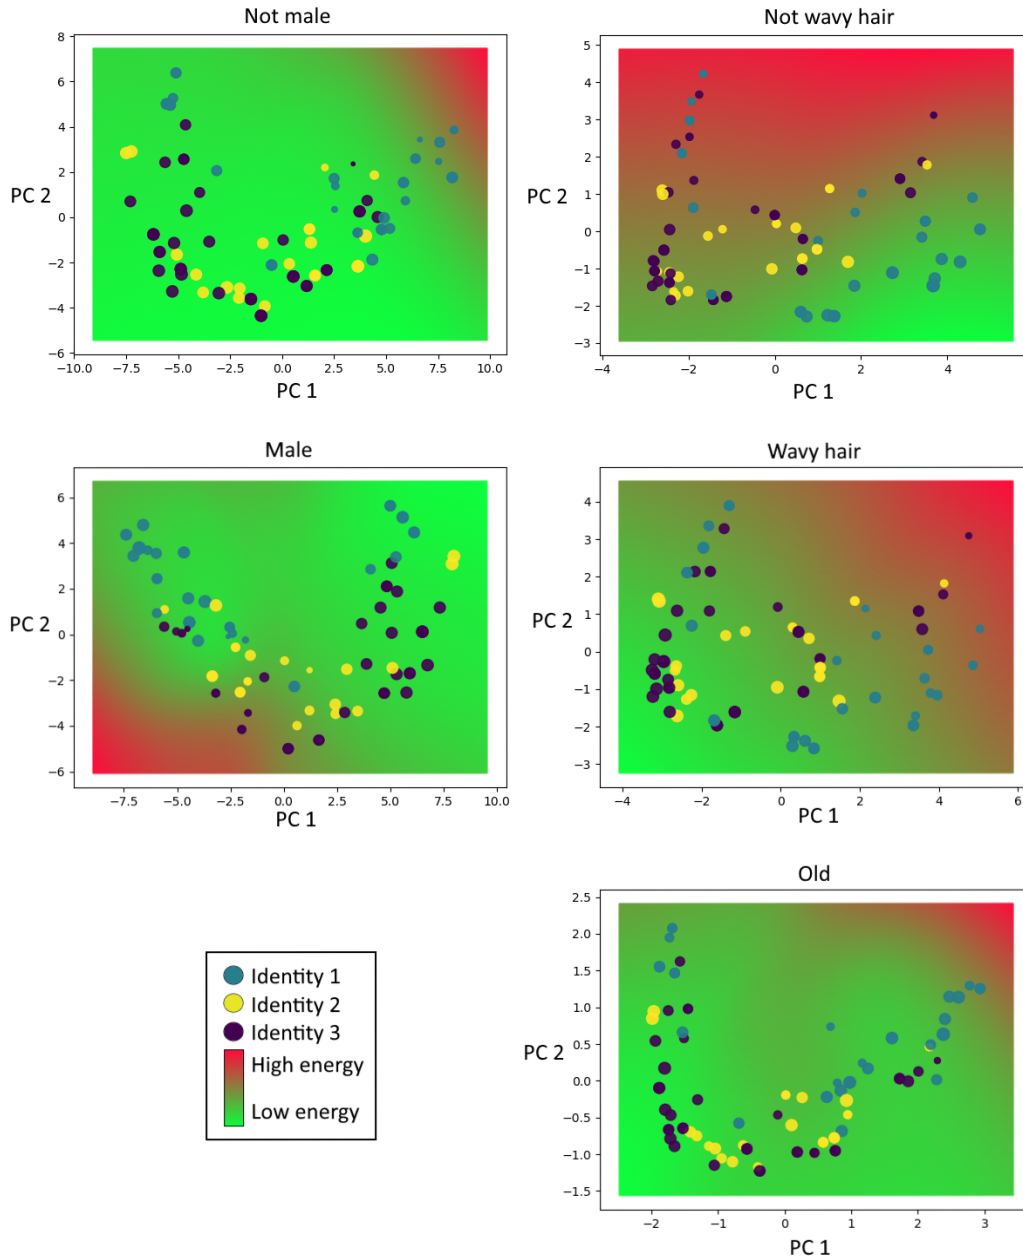 Not male
8
6
4
2
0
−2
−4
−6
PC 2
−10.0 −7.5 −5.0 −2.5 0.0 2.5 5.0 7.5 10.0
PC 1
Not wavy hair
5
4
3
2
1
0
−1
−2
−3
PC 2
−4 −2 0 2 4
PC 1
Male
6
4
2
0
−2
−4
−6
PC 2
−7.5 −5.0 −2.5 0.0 2.5 5.0 7.5 10.0
PC 1
Wavy hair
4
3
2
1
0
−1
−2
−3
PC 2
−4 −2 0 2 4 6
PC 1
Old
2.5
2.0
1.5
1.0
0.5
0.0
−0.5
−1.0
−1.5
PC 2
−2 −1 0 1 2 3
PC 1
Identity 1
Identity 2
Identity 3
High energy
Low energy